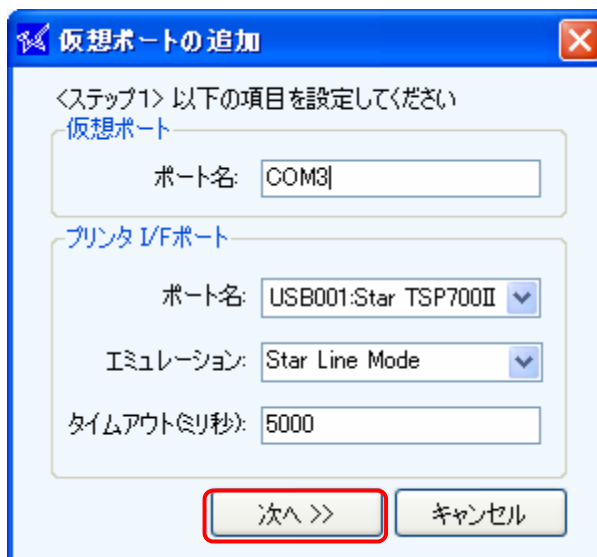 仮想ポートの追加
<ステップ1> 以下の項目を設定してください
仮想ポート
ポート名: COM3
プリンタ I/Fポート
ポート名: USB001:Star TSP700II
エミュレーション: Star Line Mode
タイムアウト(ミリ秒): 5000
次へ >> キャンセル